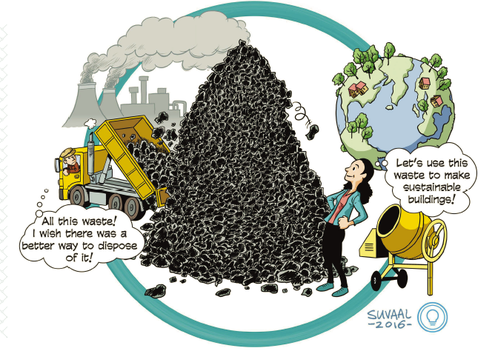 All this waste!
I wish there was a
better way to dispose
of it!
Let's use this
waste to make
sustainable
buildings!
SUVAAL
-2016-